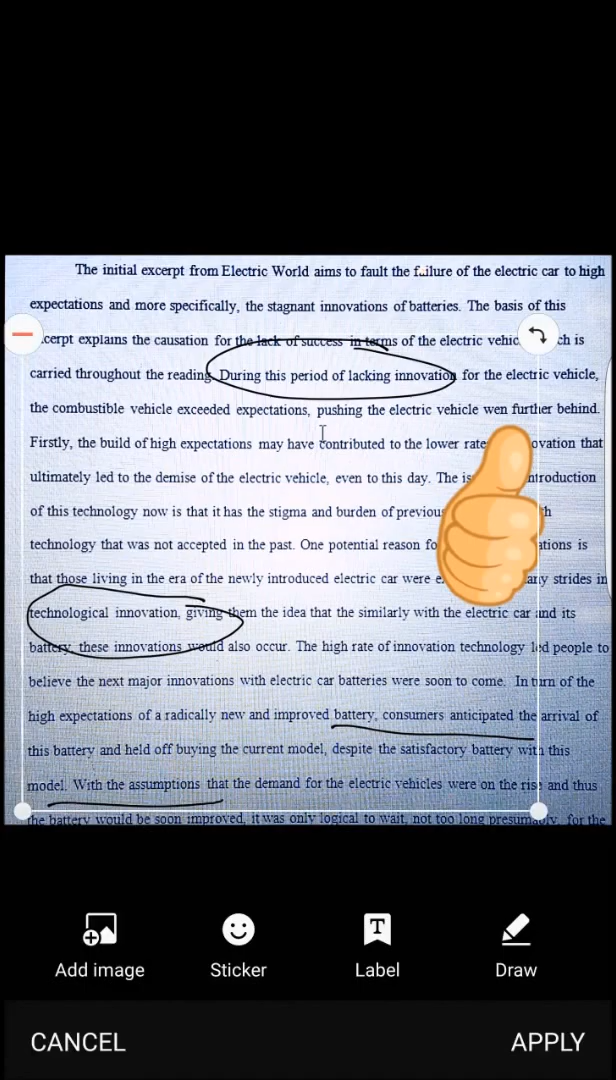 The initial excerpt from Electric World aims to fault the failure of the electric car to high
expectations and more specifically, the stagnant innovations of batteries. The basis of this
cerpt explains the causation for the lack of success in terms of the electric vehic ch is
carried throughout the reading. During this period of lacking innovation for the electric vehicle,
the combustible vehicle exceeded expectations, pushing the electric vehicle wen further behind.
Firstly, the build of high expectations may have contributed to the lower rate ovation that
ultimately led to the demise of the electric vehicle, even to this day. The is ntroduction
of this technology now is that it has the stigma and burden of previou h
technology that was not accepted in the past. One potential reason fo ations is
that those living in the era of the newly introduced electric car were e any strides in
technological innovation, giving them the idea that the similarly with the electric car and its
battery, these innovations would also occur. The high rate of innovation technology led people to
believe the next major innovations with electric car batteries were soon to come. In turn of the
high expectations of a radically new and improved battery, consumers anticipated the arrival of
this battery and held off buying the current model, despite the satisfactory battery with this
model. With the assumptions that the demand for the electric vehicles were on the rise and thus
the battery would be soon improved, it was only logical to wait, not too long presumably, for the
Add image
Sticker
Label
Draw
CANCEL
APPLY